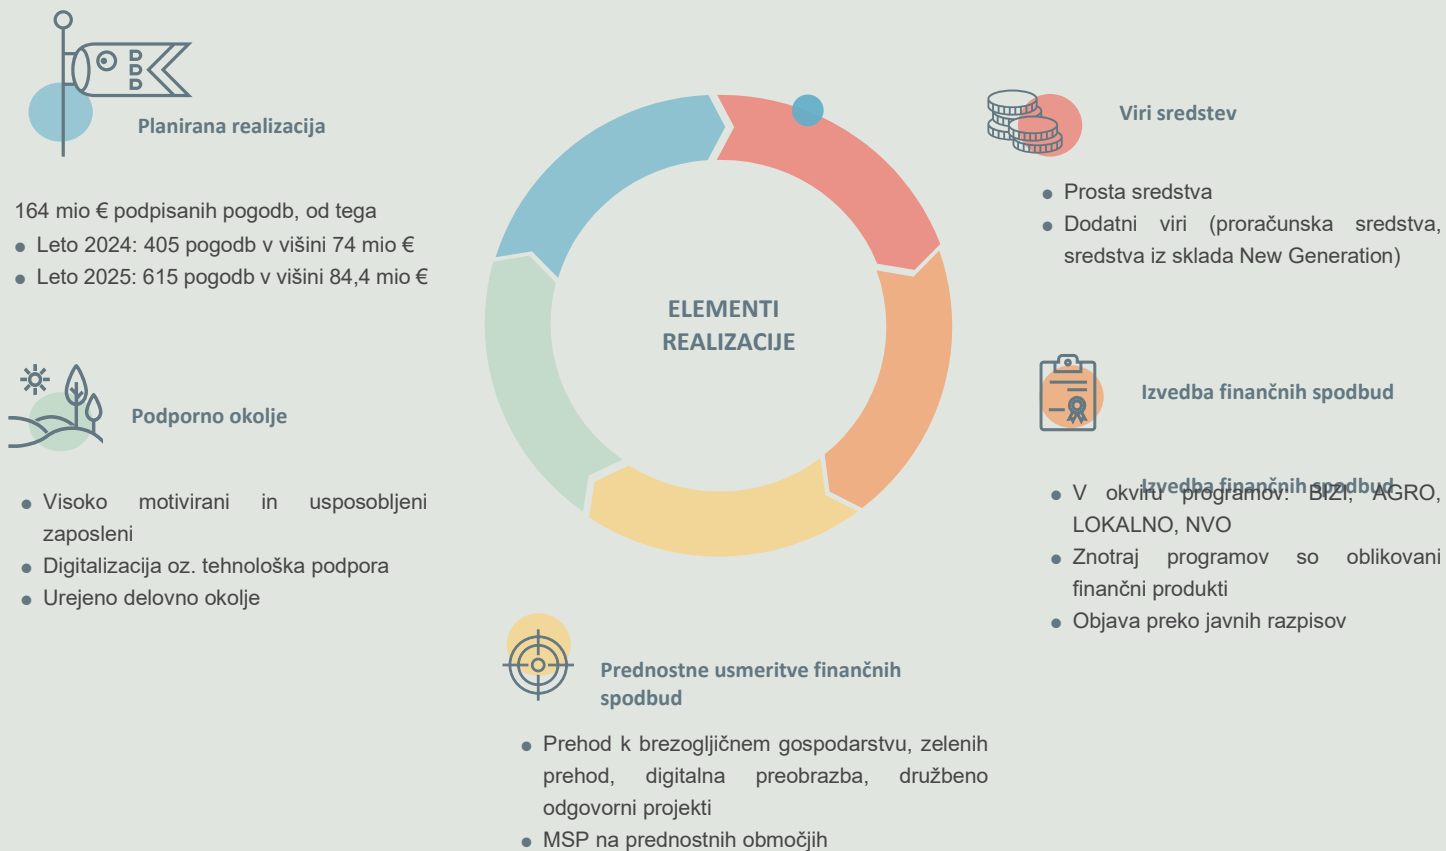 Planirana realizacija
164 mio € podpisanih pogodb, od tega
● Leto 2024: 405 pogodb v višini 74 mio €
● Leto 2025: 615 pogodb v višini 84,4 mio €
Podporno okolje
● Visoko motivirani in usposobljeni
zaposleni
● Digitalizacija oz. tehnološka podpora
● Urejeno delovno okolje
ELEMENTI
REALIZACIJE
Viri sredstev
● Prosta sredstva
● Dodatni viri (proračunska sredstva,
sredstva iz sklada New Generation)
Izvedba finančnih spodbud
Izvedba finančnih spodbud
● V okviru programov: BIZI, AGRO,
LOKALNO, NVO
● Znotraj programov so oblikovani
finančni produkti
● Objava preko javnih razpisov
Prednostne usmeritve finančnih
spodbud
● Prehod k brezogljičnem gospodarstvu, zelenih
prehod, digitalna preobrazba, družbeno
odgovorni projekti
● MSP na prednostnih območjih